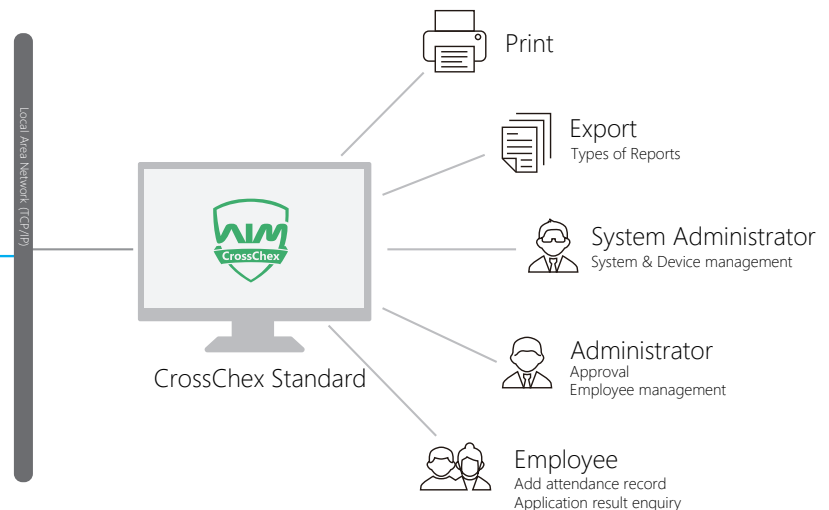 Print
Export
Types of Reports
Local Area Network (TCP/IP)
System Administrator
System & Device management
AIM
CrossChex
CrossChex Standard
Administrator
Approval
Employee management
Employee
Add attendance record
Application result enquiry